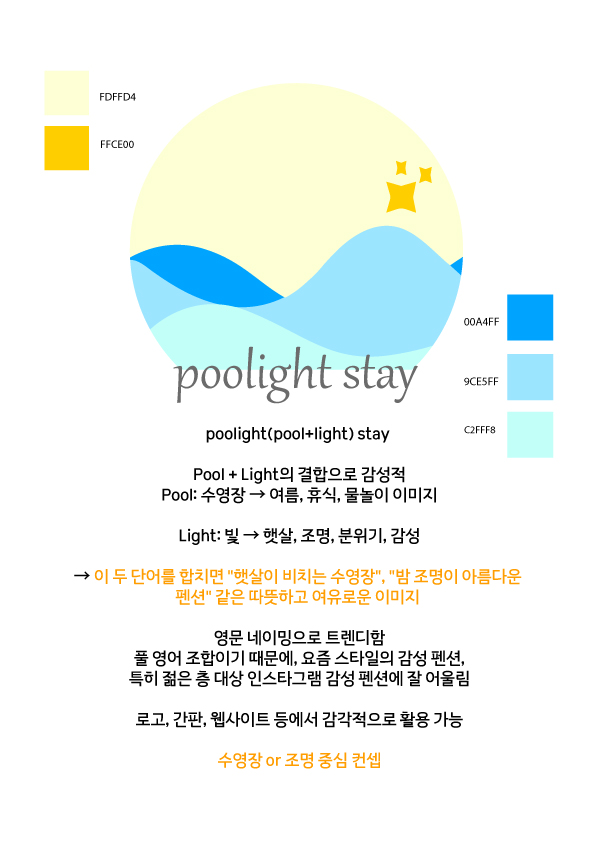 FDFFD4
FFCE00
00A4FF
9CE5FF
C2FFF8
poolight stay
poolight(pool+light) stay
Pool + Light의 결합으로 감성적
Pool: 수영장 → 여름, 휴식, 물놀이 이미지
Light: 빛 → 햇살, 조명, 분위기, 감성
→ 이 두 단어를 합치면 "햇살이 비치는 수영장", "밤 조명이 아름다운
펜션" 같은 따뜻하고 여유로운 이미지
영문 네이밍으로 트렌디함
풀 영어 조합이기 때문에, 요즘 스타일의 감성 펜션,
특히 젊은 층 대상 인스타그램 감성 펜션에 잘 어울림
로고, 간판, 웹사이트 등에서 감각적으로 활용 가능
수영장 or 조명 중심 컨셉